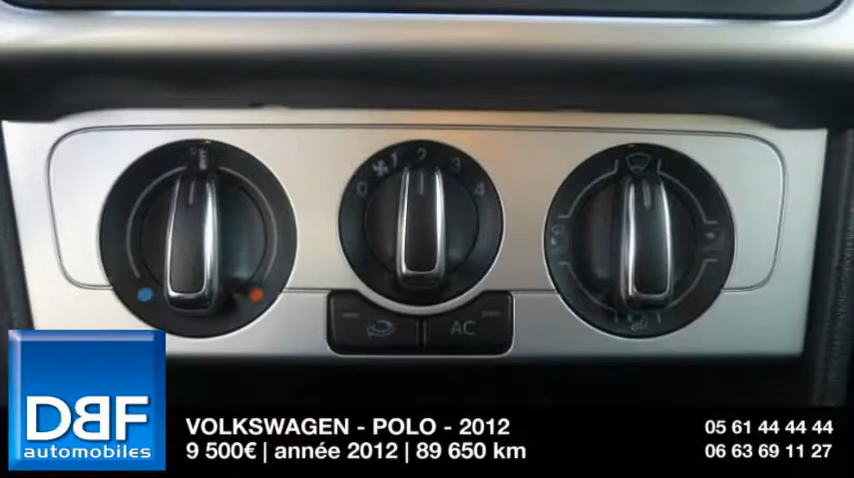 0 1 2 3 4
AC
DBF
automobiles
VOLKSWAGEN - POLO - 2012
9 500€ | année 2012 | 89 650 km
05 61 44 44 44
06 63 69 11 27